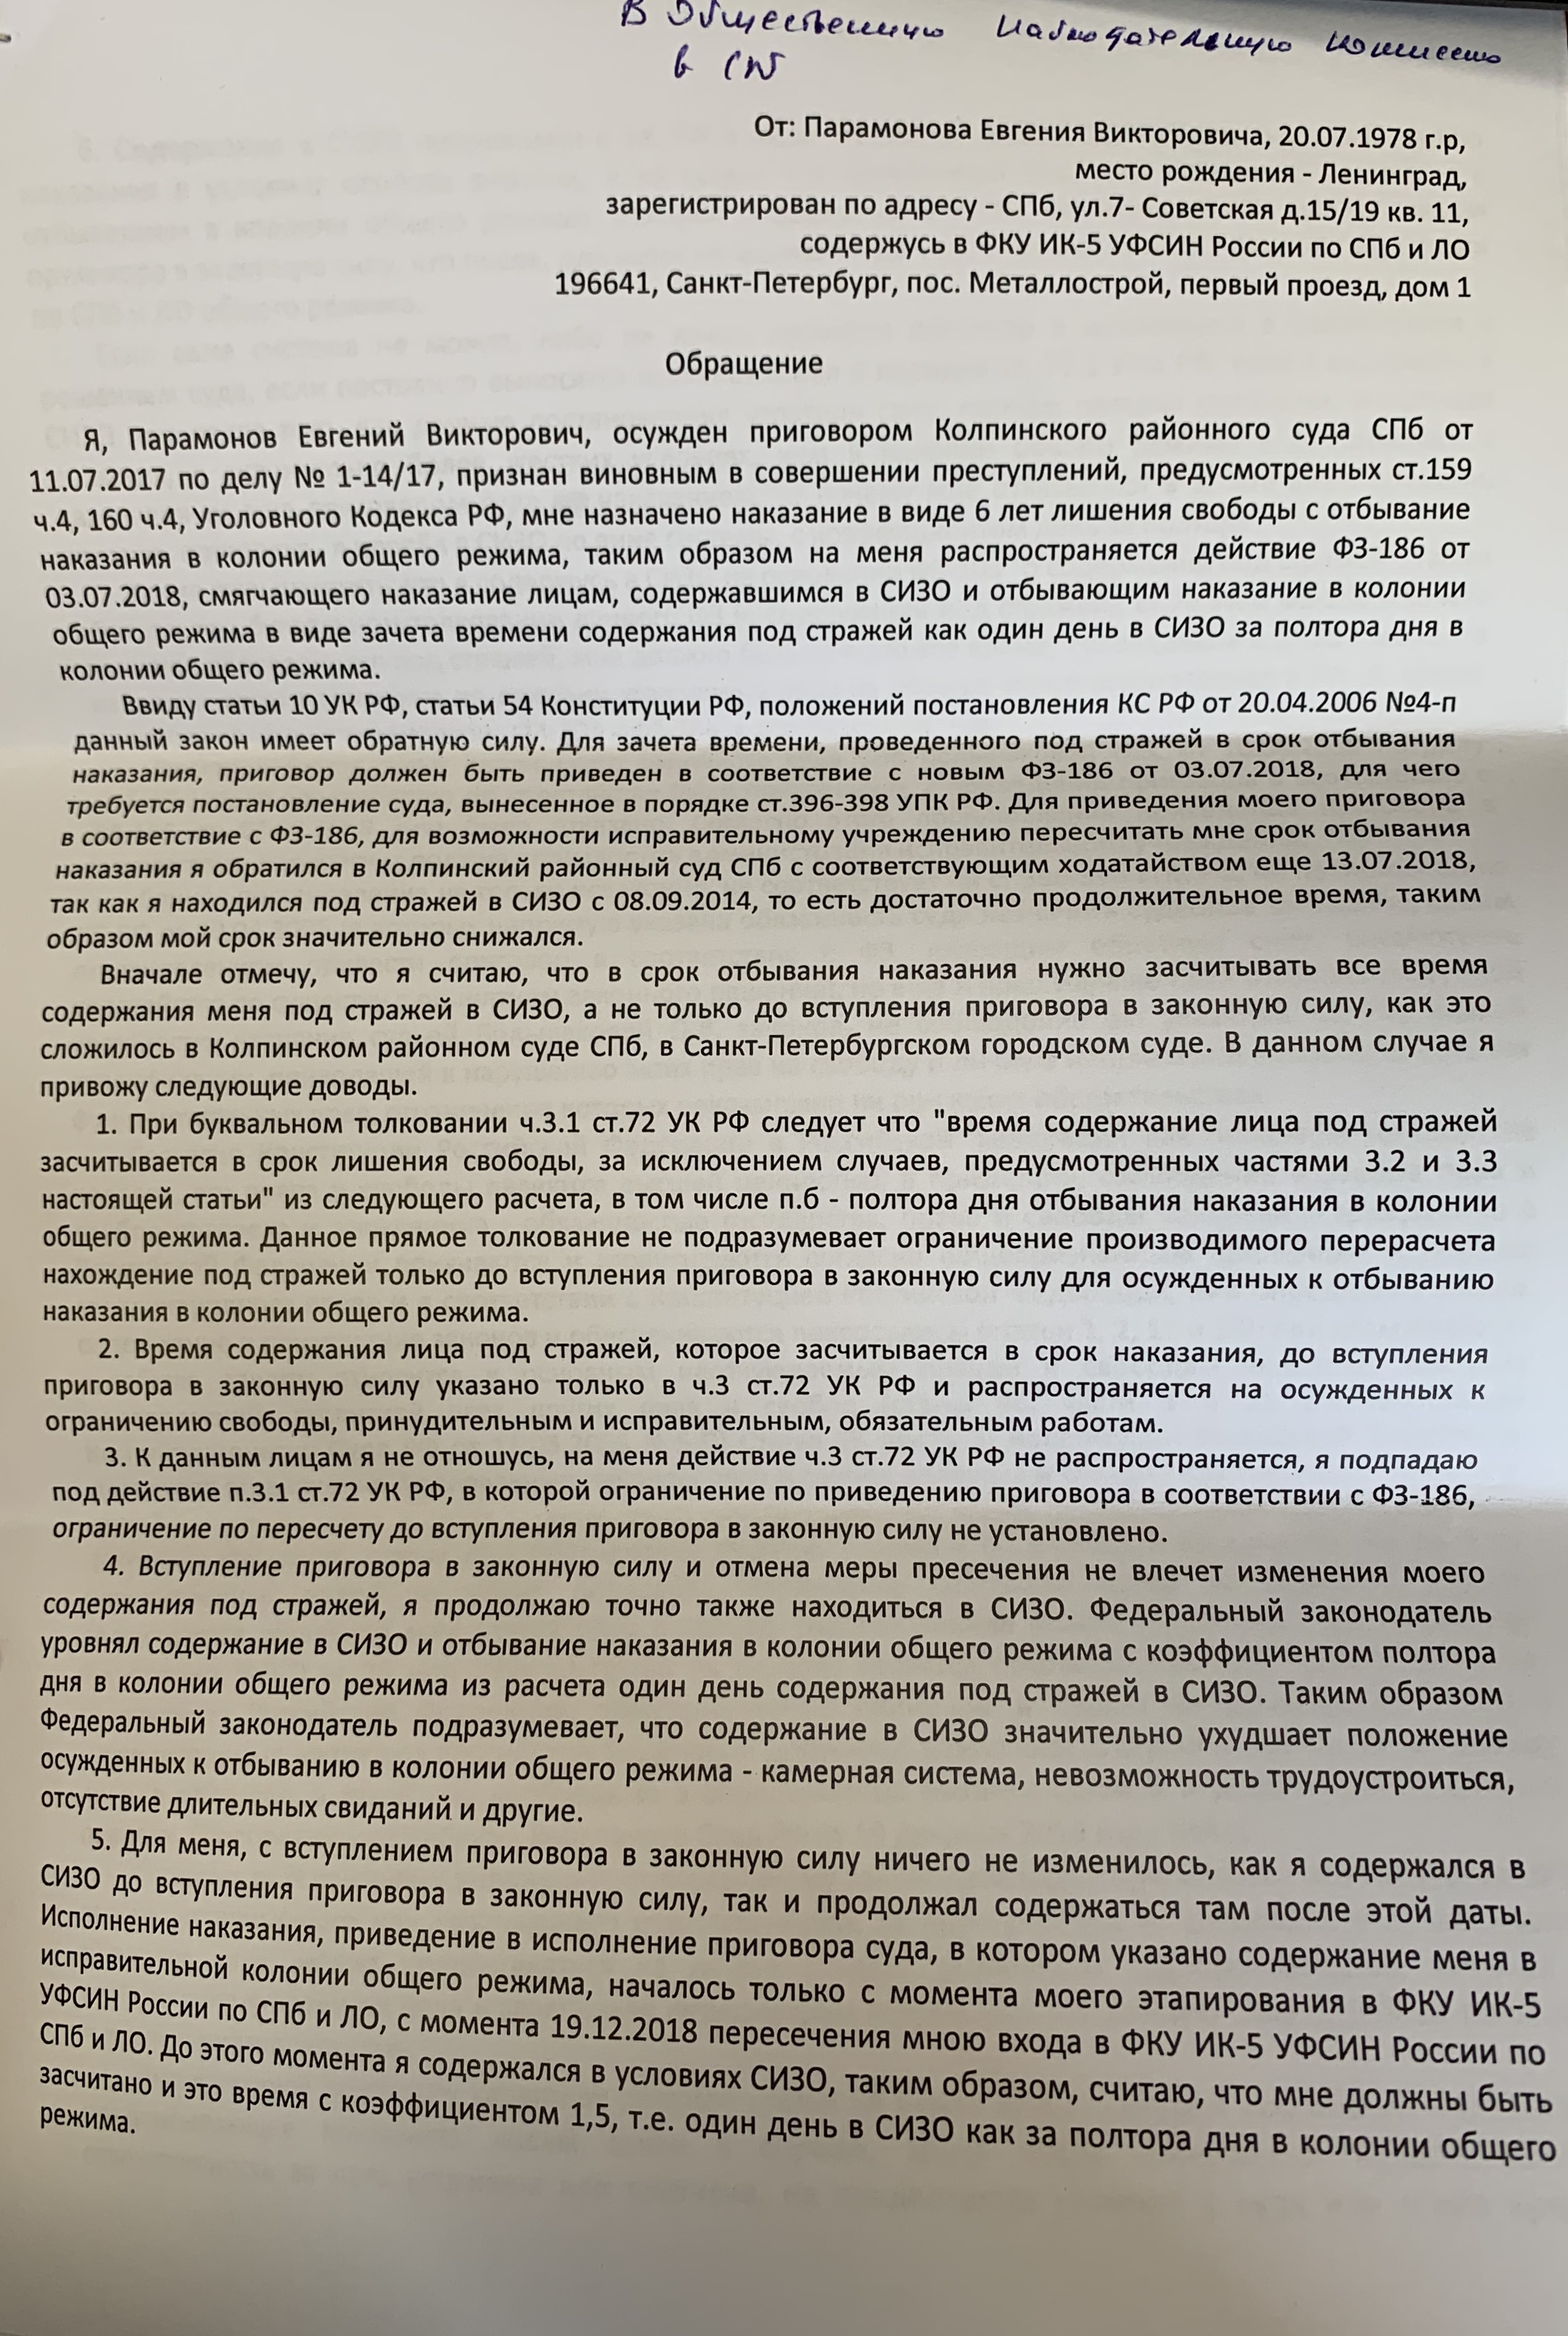 В Общественную Наблюдательную комиссию
в СПб
От: Парамонова Евгения Викторовича, 20.07.1978 г.р,
место рождения - Ленинград,
зарегистрирован по адресу - СПб, ул.7- Советская д.15/19 кв. 11,
содержусь в ФКУ ИК-5 УФСИН России по СПб и ЛО
196641, Санкт-Петербург, пос. Металлострой, первый проезд, дом 1
Обращение
Я, Парамонов Евгений Викторович, осужден приговором Колпинского районного суда СПб от
11.07.2017 по делу № 1-14/17, признан виновным в совершении преступлений, предусмотренных ст.159
ч.4, 160 ч.4, Уголовного Кодекса РФ, мне назначено наказание в виде 6 лет лишения свободы с отбывание
наказания в колонии общего режима, таким образом на меня распространяется действие ФЗ-186 от
03.07.2018, смягчающего наказание лицам, содержавшимся в СИЗО и отбывающим наказание в колонии
общего режима в виде зачета времени содержания под стражей как один день в СИЗО за полтора дня в
колонии общего режима.
Ввиду статьи 10 УК РФ, статьи 54 Конституции РФ, положений постановления КС РФ от 20.04.2006 №4-п
данный закон имеет обратную силу. Для зачета времени, проведенного под стражей в срок отбывания
наказания, приговор должен быть приведен в соответствие с новым ФЗ-186 от 03.07.2018, для чего
требуется постановление суда, вынесенное в порядке ст.396-398 УПК РФ. Для приведения моего приговора
в соответствие с ФЗ-186, для возможности исправительному учреждению пересчитать мне срок отбывания
наказания я обратился в Колпинский районный суд СПб с соответствующим ходатайством еще 13.07.2018,
так как я находился под стражей в СИЗО с 08.09.2014, то есть достаточно продолжительное время, таким
образом мой срок значительно снижался.
Вначале отмечу, что я считаю, что в срок отбывания наказания нужно засчитывать все время
содержания меня под стражей в СИЗО, а не только до вступления приговора в законную силу, как это
сложилось в Колпинском районном суде СПб, в Санкт-Петербургском городском суде. В данном случае я
привожу следующие доводы.
1. При буквальном толковании ч.3.1 ст.72 УК РФ следует что "время содержание лица под стражей
засчитывается в срок лишения свободы, за исключением случаев, предусмотренных частями 3.2 и 3.3
настоящей статьи" из следующего расчета, в том числе п.б - полтора дня отбывания наказания в колонии
общего режима. Данное прямое толкование не подразумевает ограничение производимого перерасчета
нахождение под стражей только до вступления приговора в законную силу для осужденных к отбыванию
наказания в колонии общего режима.
2. Время содержания лица под стражей, которое засчитывается в срок наказания, до вступления
приговора в законную силу указано только в ч.3 ст.72 УК РФ и распространяется на осужденных к
ограничению свободы, принудительным и исправительным, обязательным работам.
3. К данным лицам я не отношусь, на меня действие ч.3 ст.72 УК РФ не распространяется, я подпадаю
под действие п.3.1 ст.72 УК РФ, в которой ограничение по приведению приговора в соответствии с ФЗ-186,
ограничение по пересчету до вступления приговора в законную силу не установлено.
4. Вступление приговора в законную силу и отмена меры пресечения не влечет изменения моего
содержания под стражей, я продолжаю точно также находиться в СИЗО. Федеральный законодатель
уровнял содержание в СИЗО и отбывание наказания в колонии общего режима с коэффициентом полтора
дня в колонии общего режима из расчета один день содержания под стражей в СИЗО. Таким образом
Федеральный законодатель подразумевает, что содержание в СИЗО значительно ухудшает положение
осужденных к отбыванию в колонии общего режима - камерная система, невозможность трудоустроиться,
отсутствие длительных свиданий и другие.
5. Для меня, с вступлением приговора в законную силу ничего не изменилось, как я содержался в
СИЗО до вступления приговора в законную силу, так и продолжал содержаться там после этой даты.
Исполнение наказания, приведение в исполнение приговора суда, в котором указано содержание меня в
исправительной колонии общего режима, началось только с момента моего этапирования в ФКУ ИК-5
УФСИН России по СПб и ЛО, с момента 19.12.2018 пересечения мною входа в ФКУ ИК-5 УФСИН России по
СПб и ЛО. До этого момента я содержался в условиях СИЗО, таким образом, считаю, что мне должны быть
засчитано и это время с коэффициентом 1,5, т.е. один день в СИЗО как за полтора дня в колонии общего
режима.